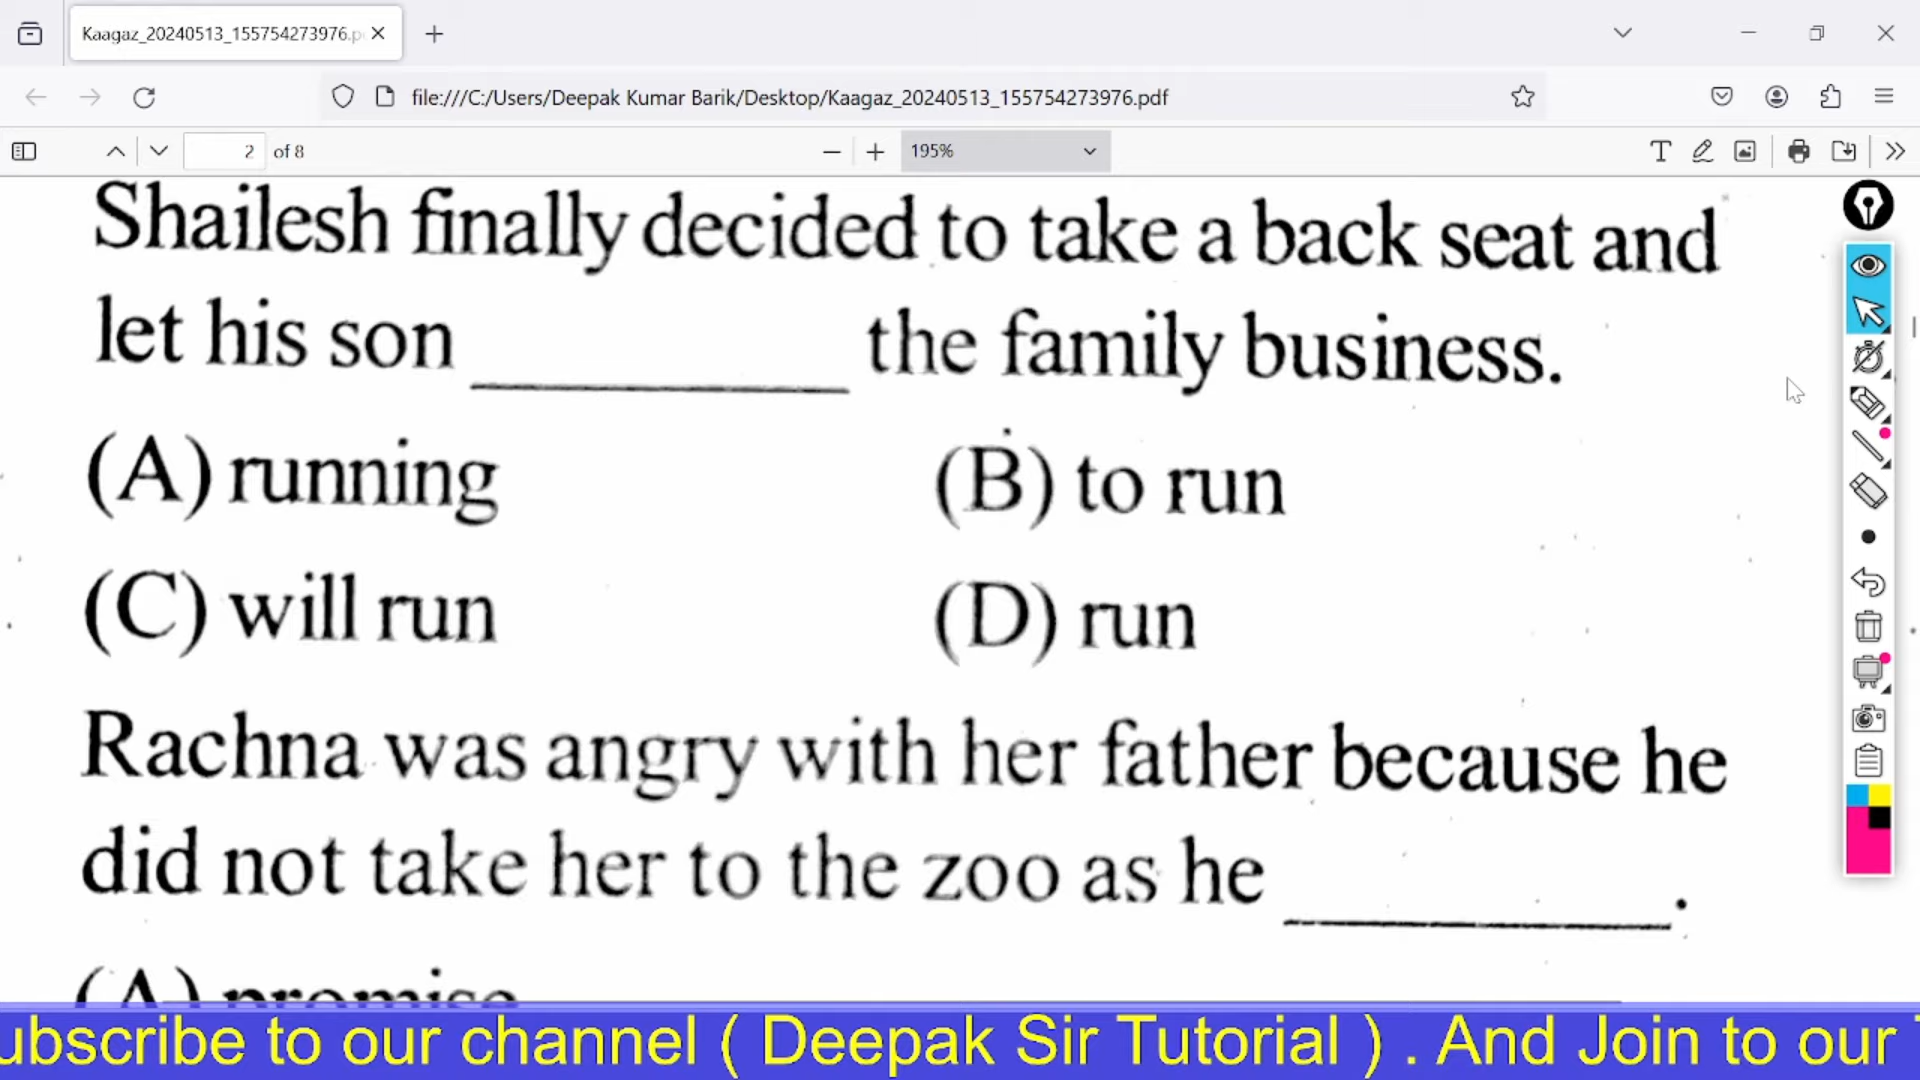 Kaagaz_20240513_155754273976.p
file:///C:/Users/Deepak Kumar Barik/Desktop/Kaagaz_20240513_155754273976.pdf
2 of 8
195%
Shailesh finally decided to take a back seat and
let his son ____________ the family business.
(A) running (B) to run
(C) will run (D) run
Rachna was angry with her father because he
did not take her to the zoo as he ____________.
(A) promise
ubscribe to our channel ( Deepak Sir Tutorial ) . And Join to our